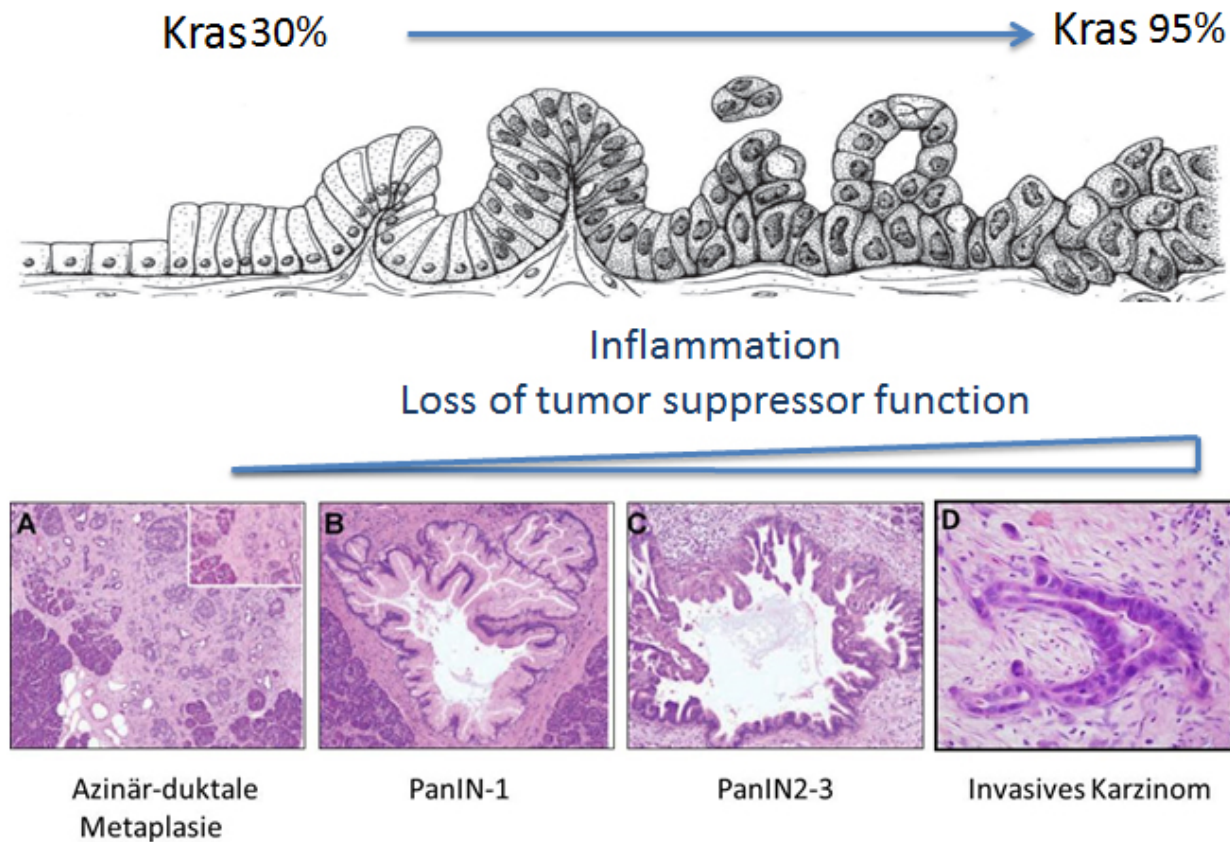 Kras 30% Kras 95%
Inflammation
Loss of tumor suppressor function
A B C D
Azinär-duktale
Metaplasie
PanIN-1
PanIN2-3
Invasives Karzinom